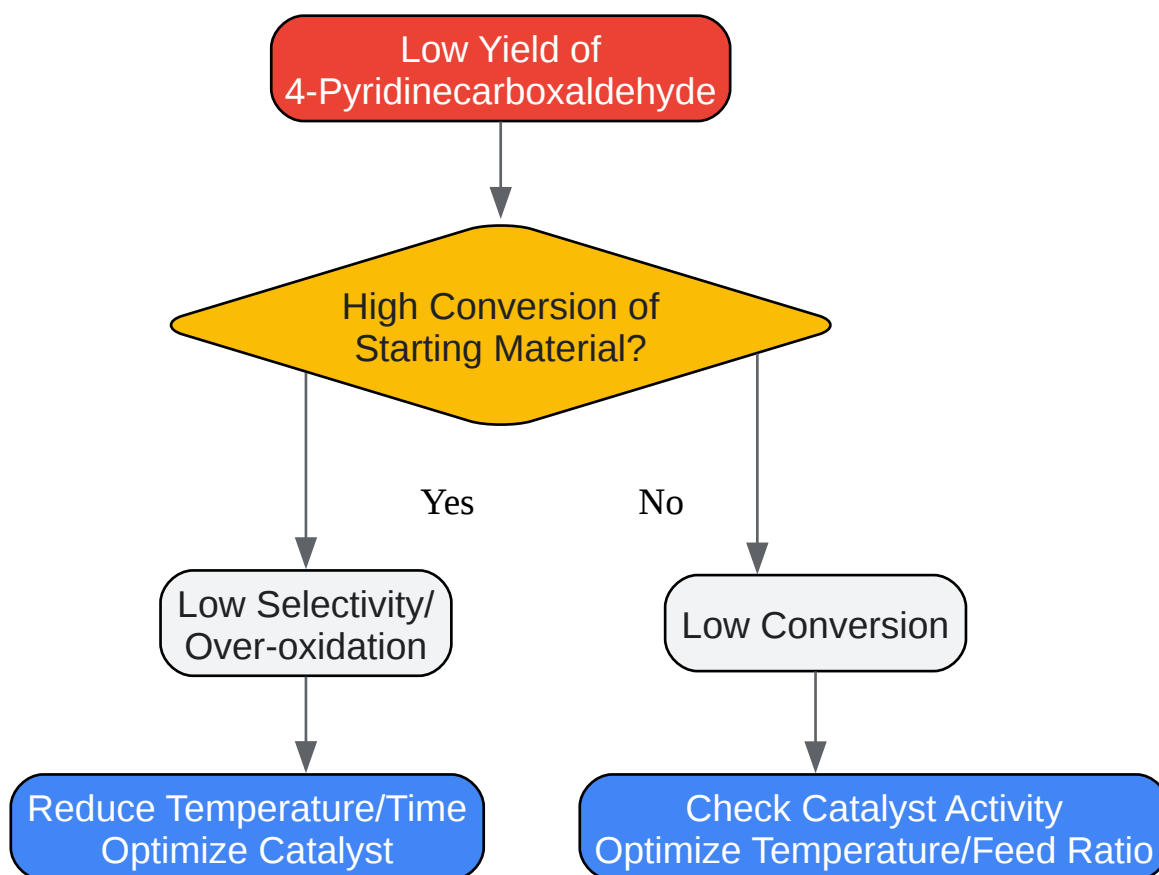 Low Yield of
4-Pyridinecarboxaldehyde
High Conversion of
Starting Material?
Yes
No
Low Selectivity/
Over-oxidation
Low Conversion
Reduce Temperature/Time
Optimize Catalyst
Check Catalyst Activity
Optimize Temperature/Feed Ratio